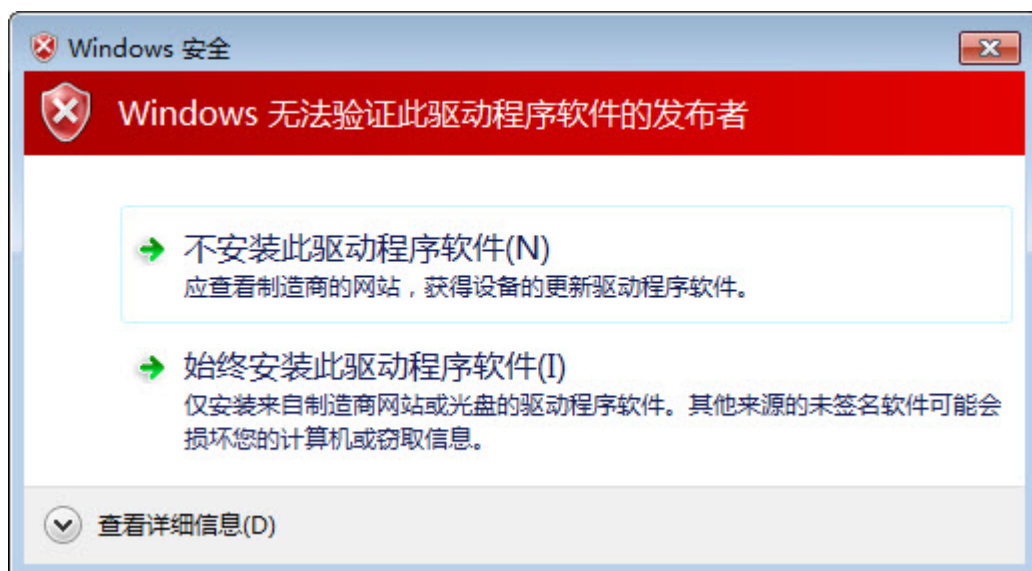 Windows 安全
Windows 无法验证此驱动程序软件的发布者
不安装此驱动程序软件(N)
应查看制造商的网站，获得设备的更新驱动程序软件。
始终安装此驱动程序软件(I)
仅安装来自制造商网站或光盘的驱动程序软件。其他来源的未签名软件可能会
损坏您的计算机或窃取信息。
查看详细信息(D)